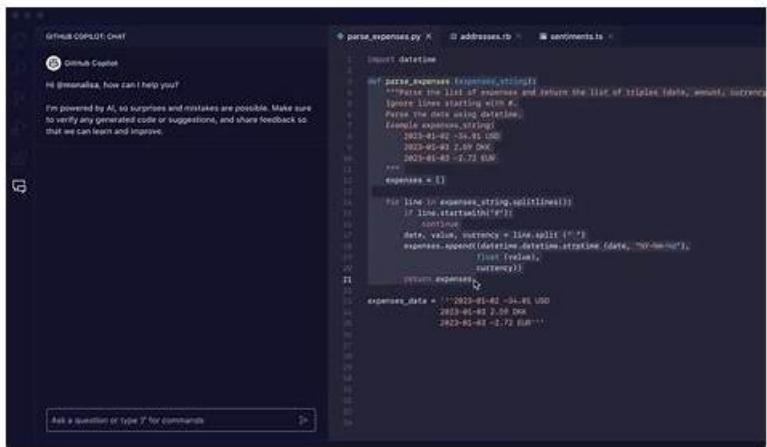 GITHUB COPILOT: CHAT
GitHub Copilot
Hi @monalisa, how can I help you?
I'm powered by AI, so surprises and mistakes are possible. Make sure
to verify any generated code or suggestions, and share feedback so
that we can learn and improve.
Ask a question or type '/' for commands
parse_expenses.py × addresses.rb × sentiments.ts ×
import datetime
def parse_expenses (expenses_string):
"""Parse the list of expenses and return the list of triples (date, amount, currency
Ignore lines starting with #.
Parse the date using datetime.
Example expenses_string:
2023-01-02 -34.01 USD
2023-01-03 2.59 DKK
2023-01-03 -2.72 EUR
"""
expenses = []
for line in expenses_string.splitlines():
if line.startswith("#"):
continue
date, value, currency = line.split (" ")
expenses.append((datetime.datetime.strptime (date, "%Y-%m-%d"),
float (value),
currency))
return expenses
21
expenses_data = '''2023-01-02 -34.01 USD
2023-01-03 2.59 DKK
2023-01-03 -2.72 EUR'''